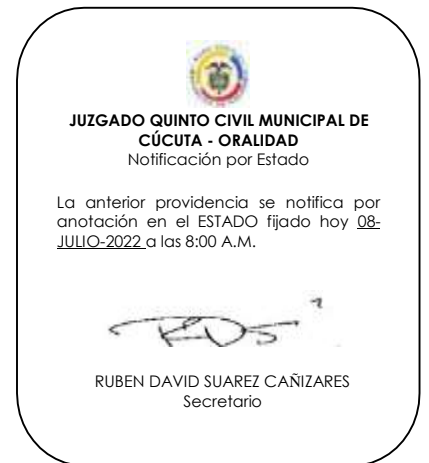 JUZGADO QUINTO CIVIL MUNICIPAL DE
CÚCUTA - ORALIDAD
Notificación por Estado
La anterior providencia se notifica por
anotación en el ESTADO fijado hoy 08-
JULIO-2022 a las 8:00 A.M.
RUBEN DAVID SUAREZ CAÑIZARES
Secretario